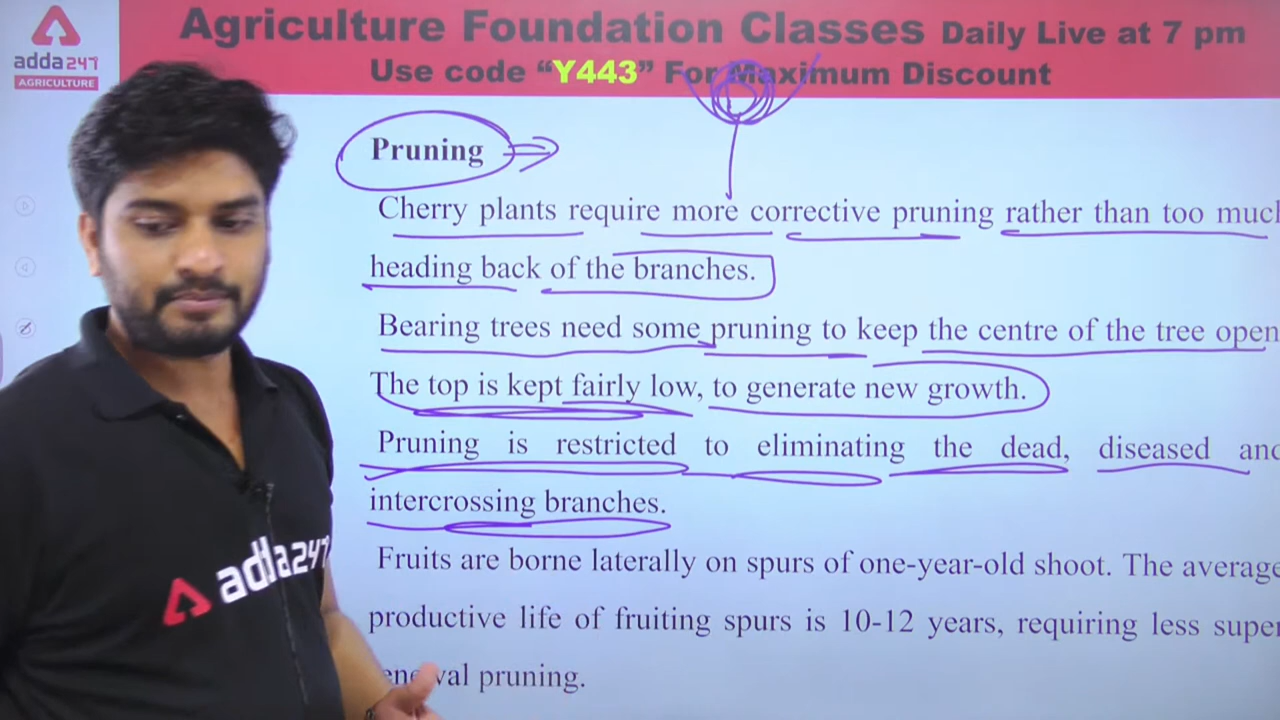 Agriculture Foundation Classes Daily Live at 7 pm
Use code “Y443” For Maximum Discount
adda247
AGRICULTURE
Pruning
Cherry plants require more corrective pruning rather than too much
heading back of the branches.
Bearing trees need some pruning to keep the centre of the tree open
The top is kept fairly low, to generate new growth.
Pruning is restricted to eliminating the dead, diseased and
intercrossing branches.
Fruits are borne laterally on spurs of one-year-old shoot. The average
productive life of fruiting spurs is 10-12 years, requiring less super
pruning.
adda247